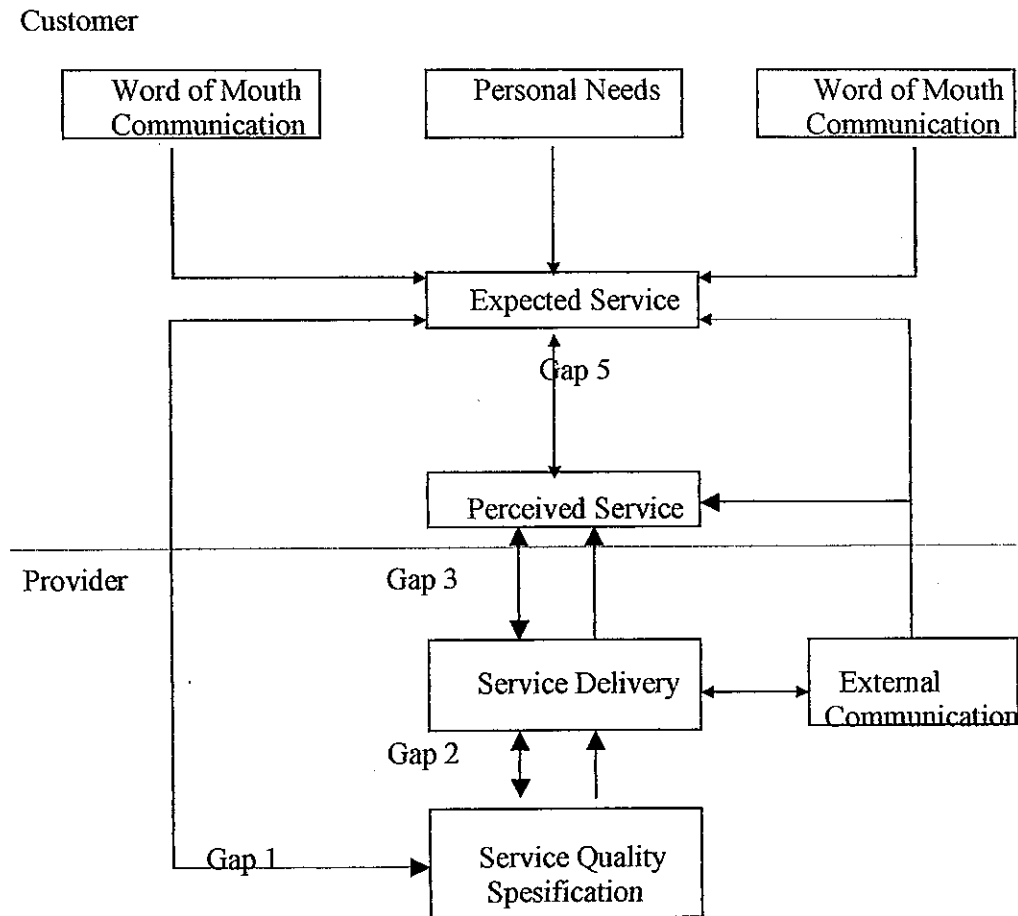 Customer
Word of Mouth
Communication
Personal Needs
Word of Mouth
Communication
Expected Service
Gap 5
Perceived Service
Provider
Gap 3
Service Delivery
External
Communication
Gap 2
Gap 1
Service Quality
Spesification